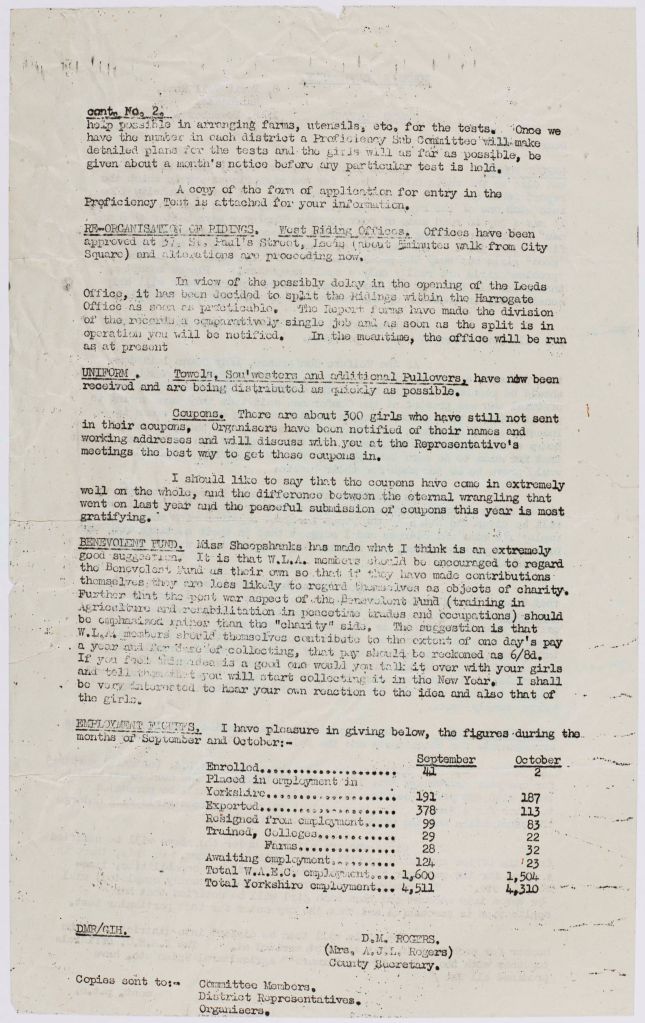 cont. No. 2.
help possible in arranging farms, utensils, etc. for the tests. Once we
have the number in each district a Proficiency Sub Committee will make
detailed plans for the tests and the girls will as far as possible, be
given about a month's notice before any particular test is held.
A copy of the form of application for entry in the
Proficiency Test is attached for your information.
RE-ORGANISATION OF RIDINGS. West Riding Offices. Offices have been
approved at St. Paul's Street, Leeds (about minutes walk from City
Square) and alterations are proceeding now.
In view of the possibly delay in the opening of the Leeds
Office, it has been decided to split the Ridings within the Harrogate
Office as soon as practicable. The Report forms have made the division
of the records a comparatively single job and as soon as the split is in
operation you will be notified. In the meantime, the office will be run
as at present
UNIFORM. Towels, Sou'westers and additional Pullovers, have now been
received and are being distributed as quickly as possible.
Coupons. There are about 300 girls who have still not sent
in their coupons. Organisers have been notified of their names and
working addresses and will discuss with you at the Representative's
meetings the best way to get these coupons in.
I should like to say that the coupons have come in extremely
well on the whole, and the difference between the eternal wrangling that
went on last year and the peaceful submission of coupons this year is most
gratifying.
BENEVOLENT FUND. Miss Sheepshanks has made what I think is an extremely
good suggestion. It is that W.L.A. members should be encouraged to regard
the Benevolent Fund as their own so that if they have made contributions
themselves they are less likely to regard themselves as objects of charity.
Further that the post war aspect of the Benevolent Fund (training in
Agriculture and rehabilitation in peacetime trades and occupations) should
be emphasised rather than the "charity" side. The suggestion is that
W.L.A members should themselves contribute to the extent of one day's pay
a year and for ease of collecting, that pay should be reckoned as 6/8d.
If you feel this idea is a good one would you talk it over with your girls
and tell them that you will start collecting it in the New Year. I shall
be very interested to hear your own reaction to the idea and also that of
the girls.
EMPLOYMENT FIGURES. I have pleasure in giving below, the figures during the
months of September and October:-
September October
Enrolled..................... 41 2
Placed in employment in
Yorkshire.................... 191 187
Exported..................... 378 113
Resigned from employment..... 99 83
Trained, Colleges............ 29 22
Farms............... 28 32
Awaiting employment.......... 124 23
Total W.A.E.C. employment.... 1,600 1,504
Total Yorkshire employment... 4,511 4,310
DMR/GIH.
D.M. ROGERS.
(Mrs. A.J.L. Rogers)
County Secretary.
Copies sent to:- Committee Members.
District Representatives.
Organisers.